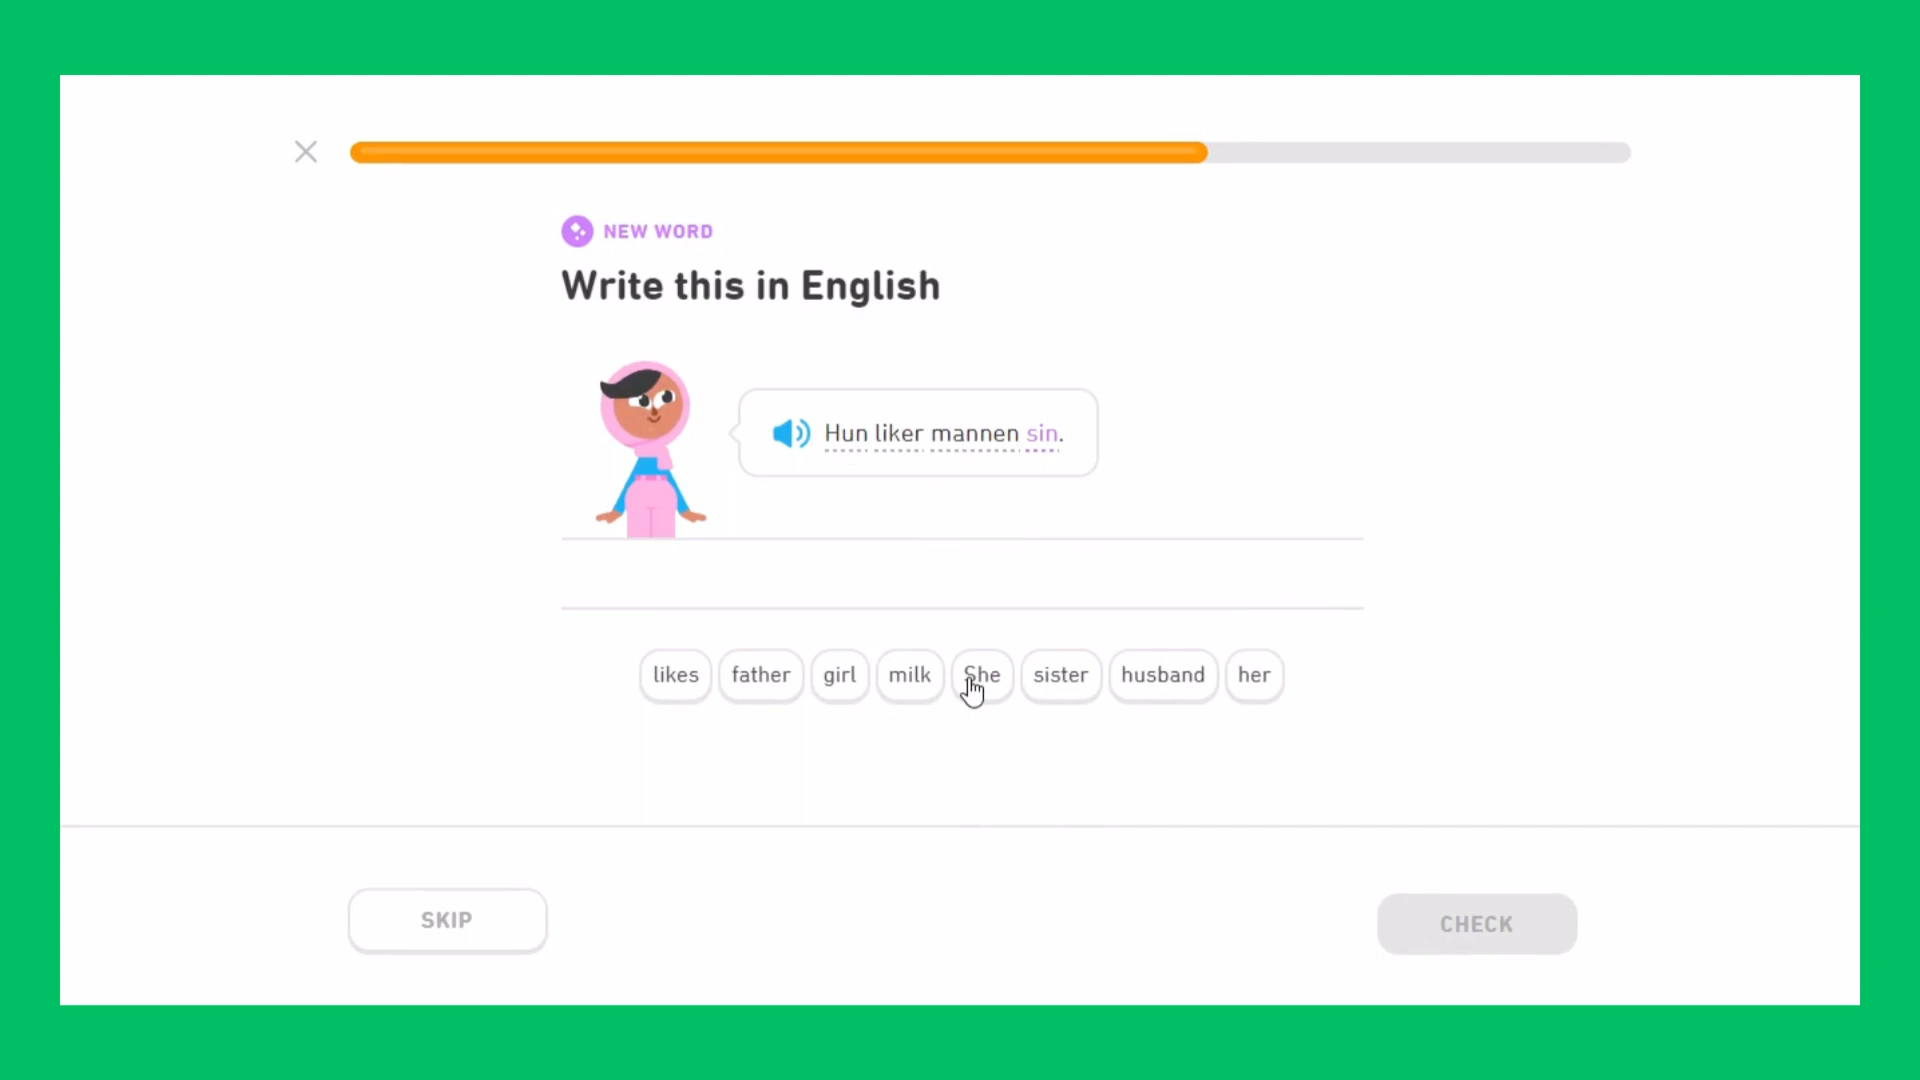 NEW WORD
Write this in English
Hun liker mannen sin.
likes father girl milk She sister husband her
SKIP CHECK